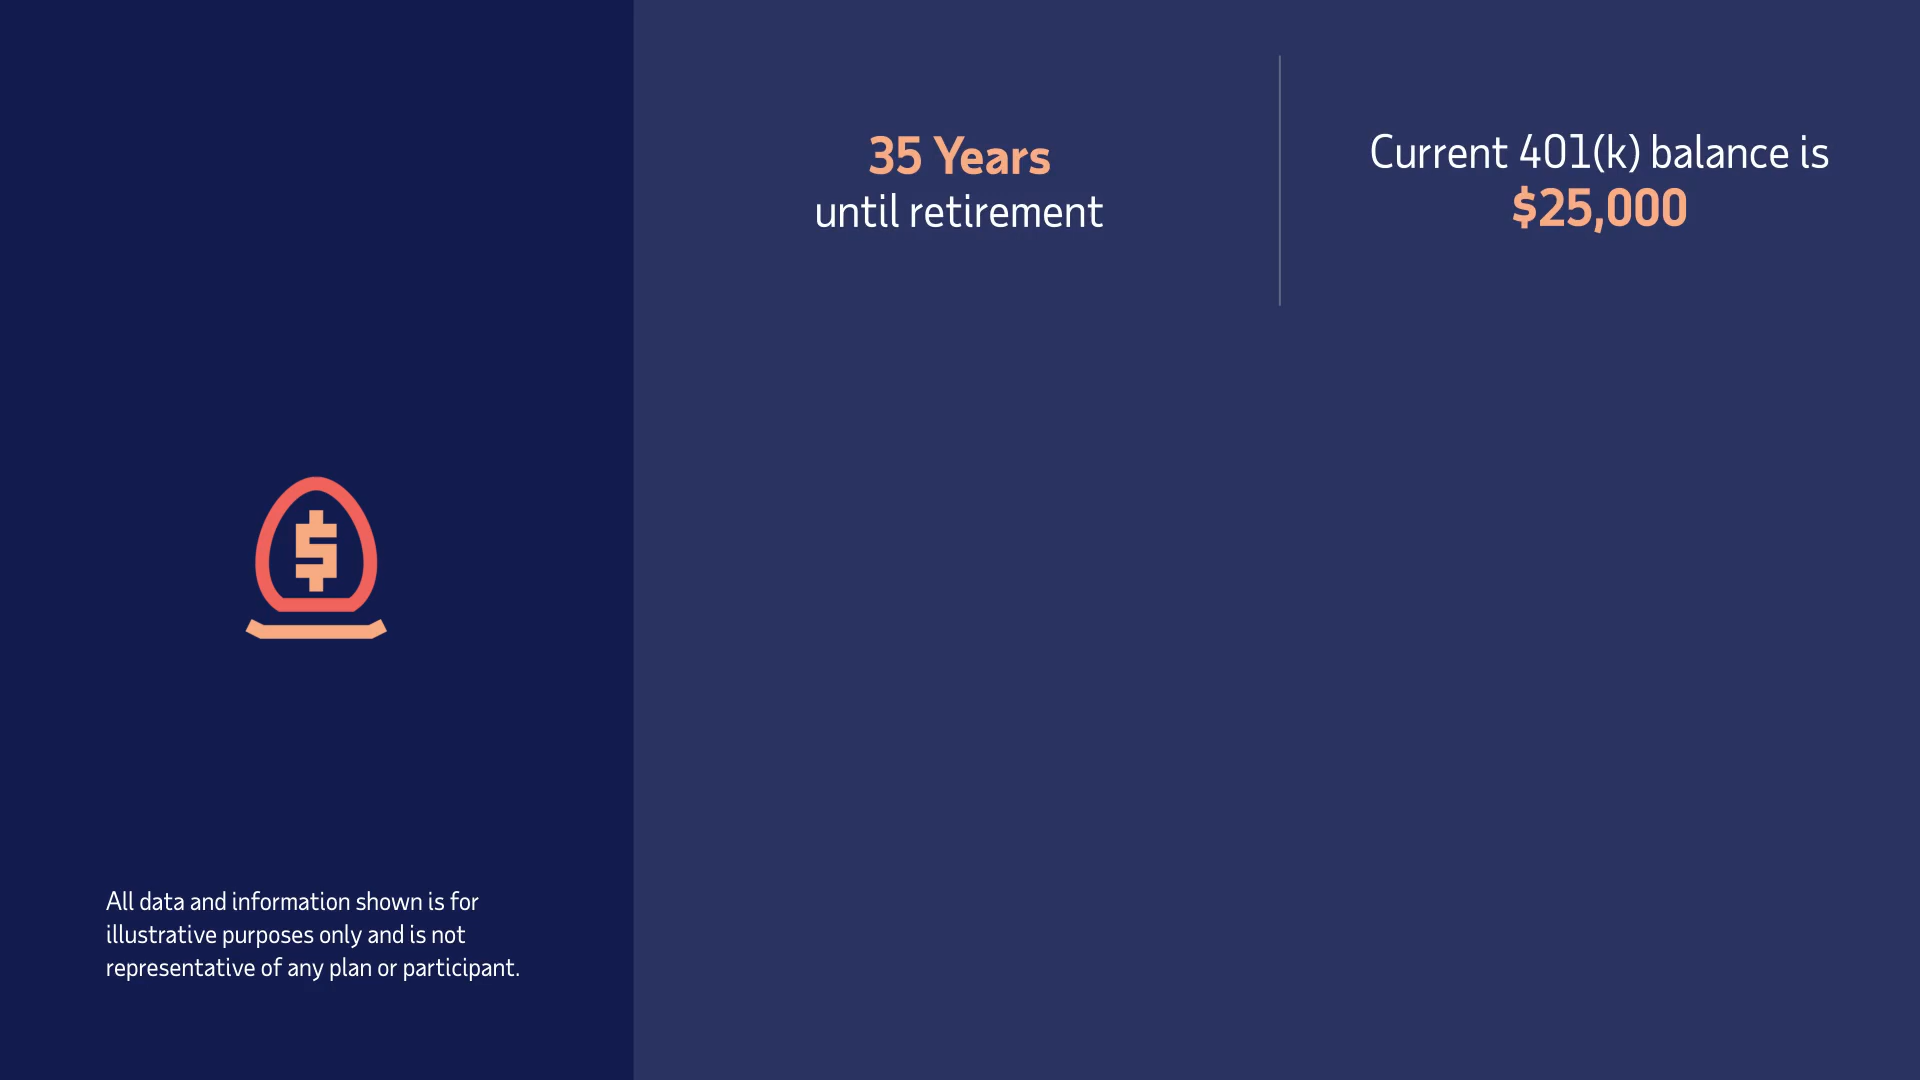 35 Years
until retirement
Current 401(k) balance is
$25,000
All data and information shown is for
illustrative purposes only and is not
representative of any plan or participant.